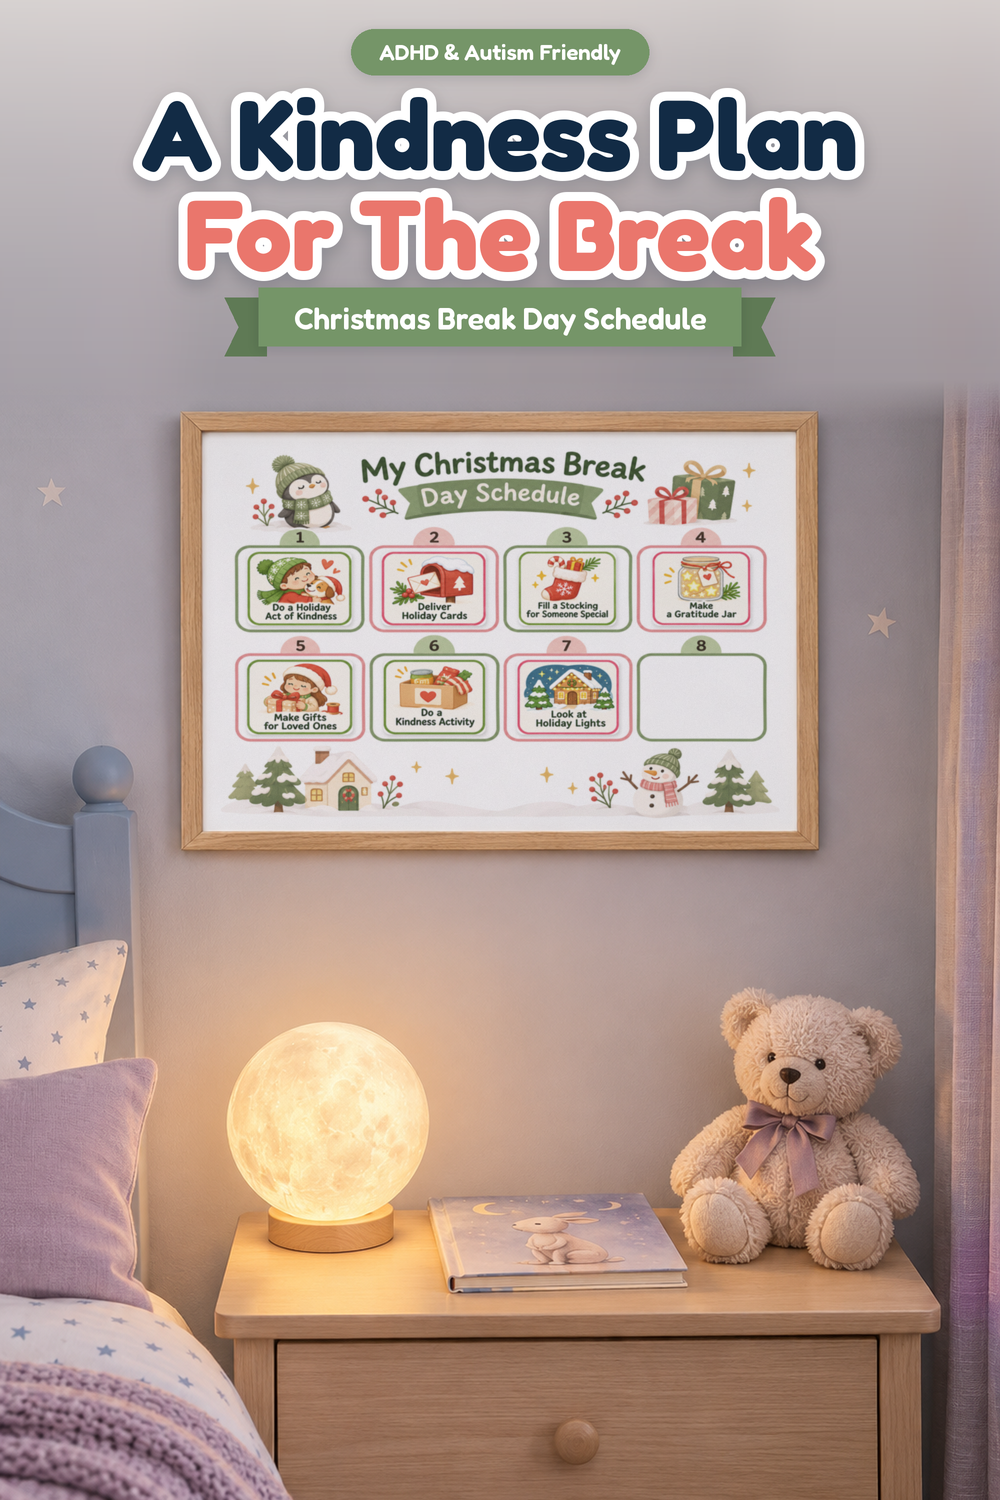 ADHD & Autism Friendly
A Kindness Plan
For The Break
Christmas Break Day Schedule
My Christmas Break
Day Schedule
1
2
3
4
Do a Holiday
Act of Kindness
Deliver
Holiday Cards
Fill a Stocking
for Someone Special
Make
a Gratitude Jar
5
6
7
8
Make Gifts
for Loved Ones
Do a
Kindness Activity
Look at
Holiday Lights